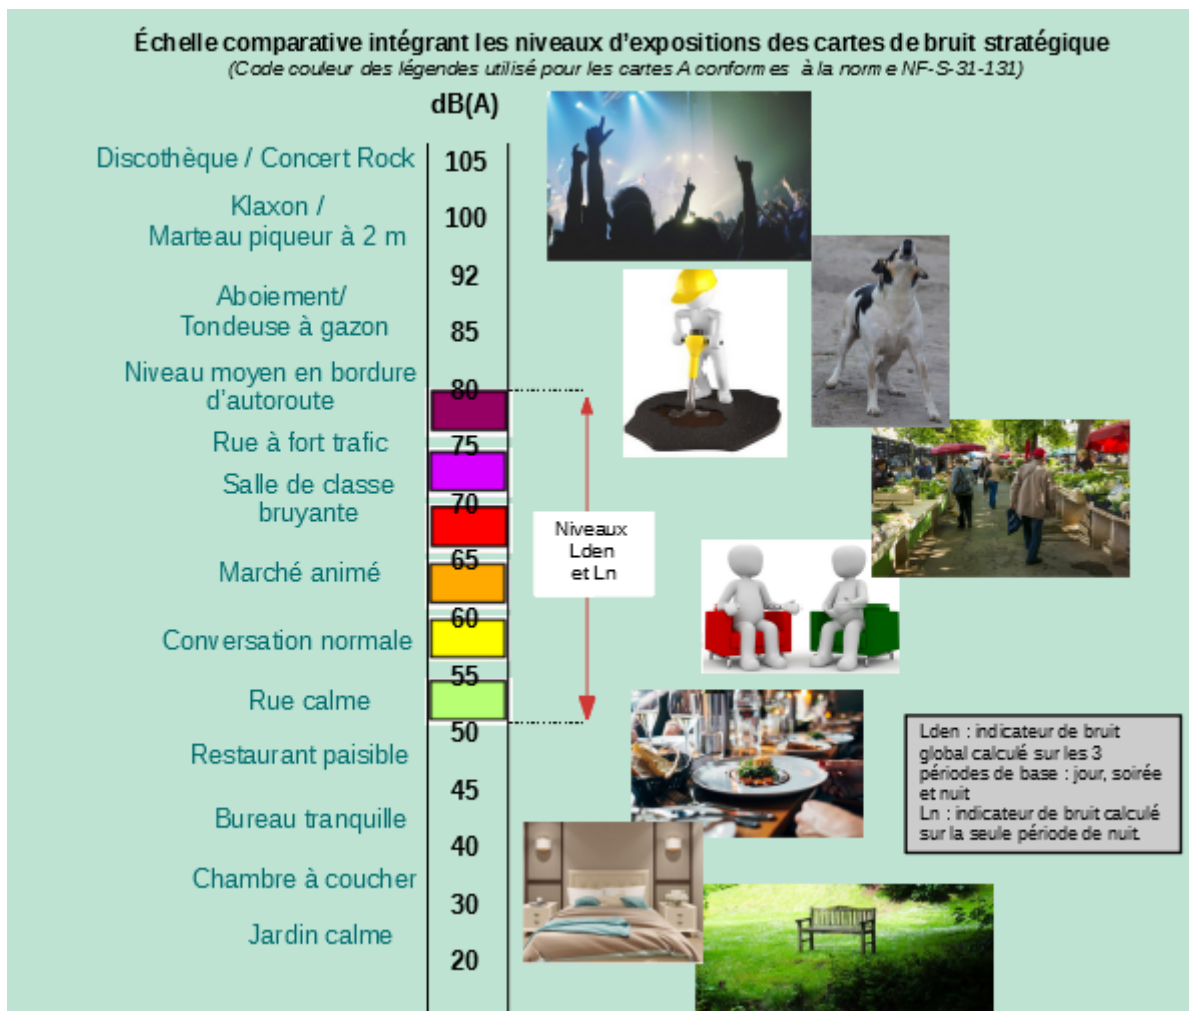 Échelle comparative intégrant les niveaux d'expositions des cartes de bruit stratégique
(Code couleur des légendes utilisé pour les cartes A conformes à la norme NF-S-31-131)
dB(A)
Discothèque / Concert Rock
105
Klaxon /
Marteau piqueur à 2 m
100
92
Aboiement/
Tondeuse à gazon
85
Niveau moyen en bordure
d'autoroute
80
Rue à fort trafic
75
Salle de classe
bruyante
70
Niveaux
Lden
et Ln
65
Marché animé
60
Conversation normale
55
Rue calme
50
Restaurant paisible
45
Bureau tranquille
40
Chambre à coucher
30
Jardin calme
20
Lden : indicateur de bruit
global calculé sur les 3
périodes de base : jour, soirée
et nuit
Ln : indicateur de bruit calculé
sur la seule période de nuit.